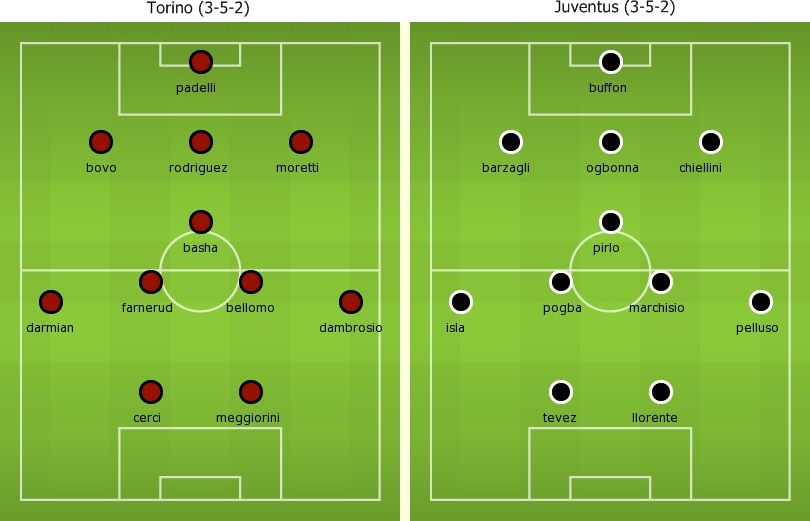 Torino (3-5-2)
padelli
bovo rodriguez moretti
basha
farnerud bellomo
darmian dambrosio
cerci meggiorini
Juventus (3-5-2)
buffon
barzagli ogbonna chiellini
pirlo
pogba marchisio
isla pelluso
tevez llorente